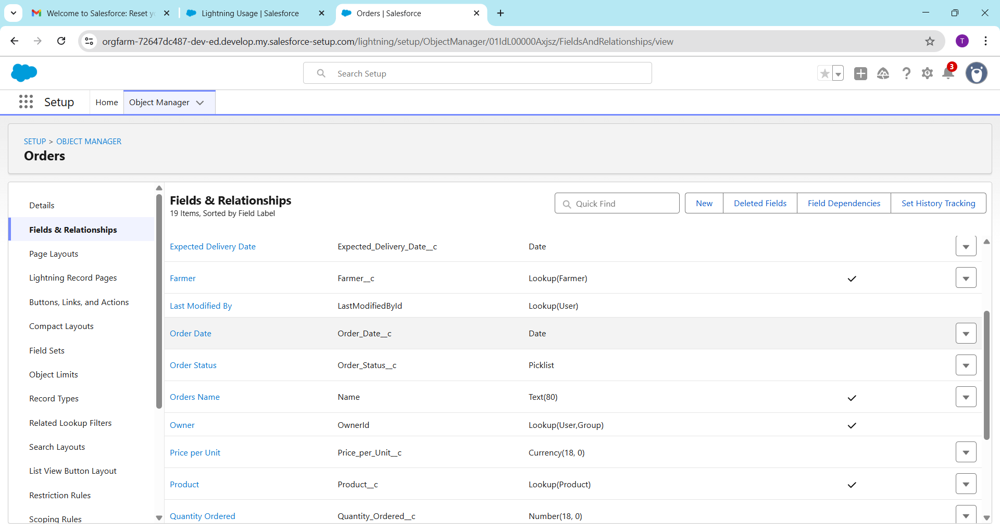 Welcome to Salesforce: Reset yo
Lightning Usage | Salesforce
Orders | Salesforce
orgfarm-72647dc487-dev-ed.develop.my.salesforce-setup.com/lightning/setup/ObjectManager/01IdL00000Axjsz/FieldsAndRelationships/view
T
Search Setup
3
Setup
Home
Object Manager
SETUP > OBJECT MANAGER
Orders
Details
Fields & Relationships
Page Layouts
Lightning Record Pages
Buttons, Links, and Actions
Compact Layouts
Field Sets
Object Limits
Record Types
Related Lookup Filters
Search Layouts
List View Button Layout
Restriction Rules
Scoping Rules
Fields & Relationships
19 Items, Sorted by Field Label
Quick Find
New
Deleted Fields
Field Dependencies
Set History Tracking
Expected Delivery Date Expected_Delivery_Date__c Date
Farmer Farmer__c Lookup(Farmer)
Last Modified By LastModifiedById Lookup(User)
Order Date Order_Date__c Date
Order Status Order_Status__c Picklist
Orders Name Name Text(80)
Owner OwnerId Lookup(User,Group)
Price per Unit Price_per_Unit__c Currency(18, 0)
Product Product__c Lookup(Product)
Quantity Ordered Quantity_Ordered__c Number(18, 0)